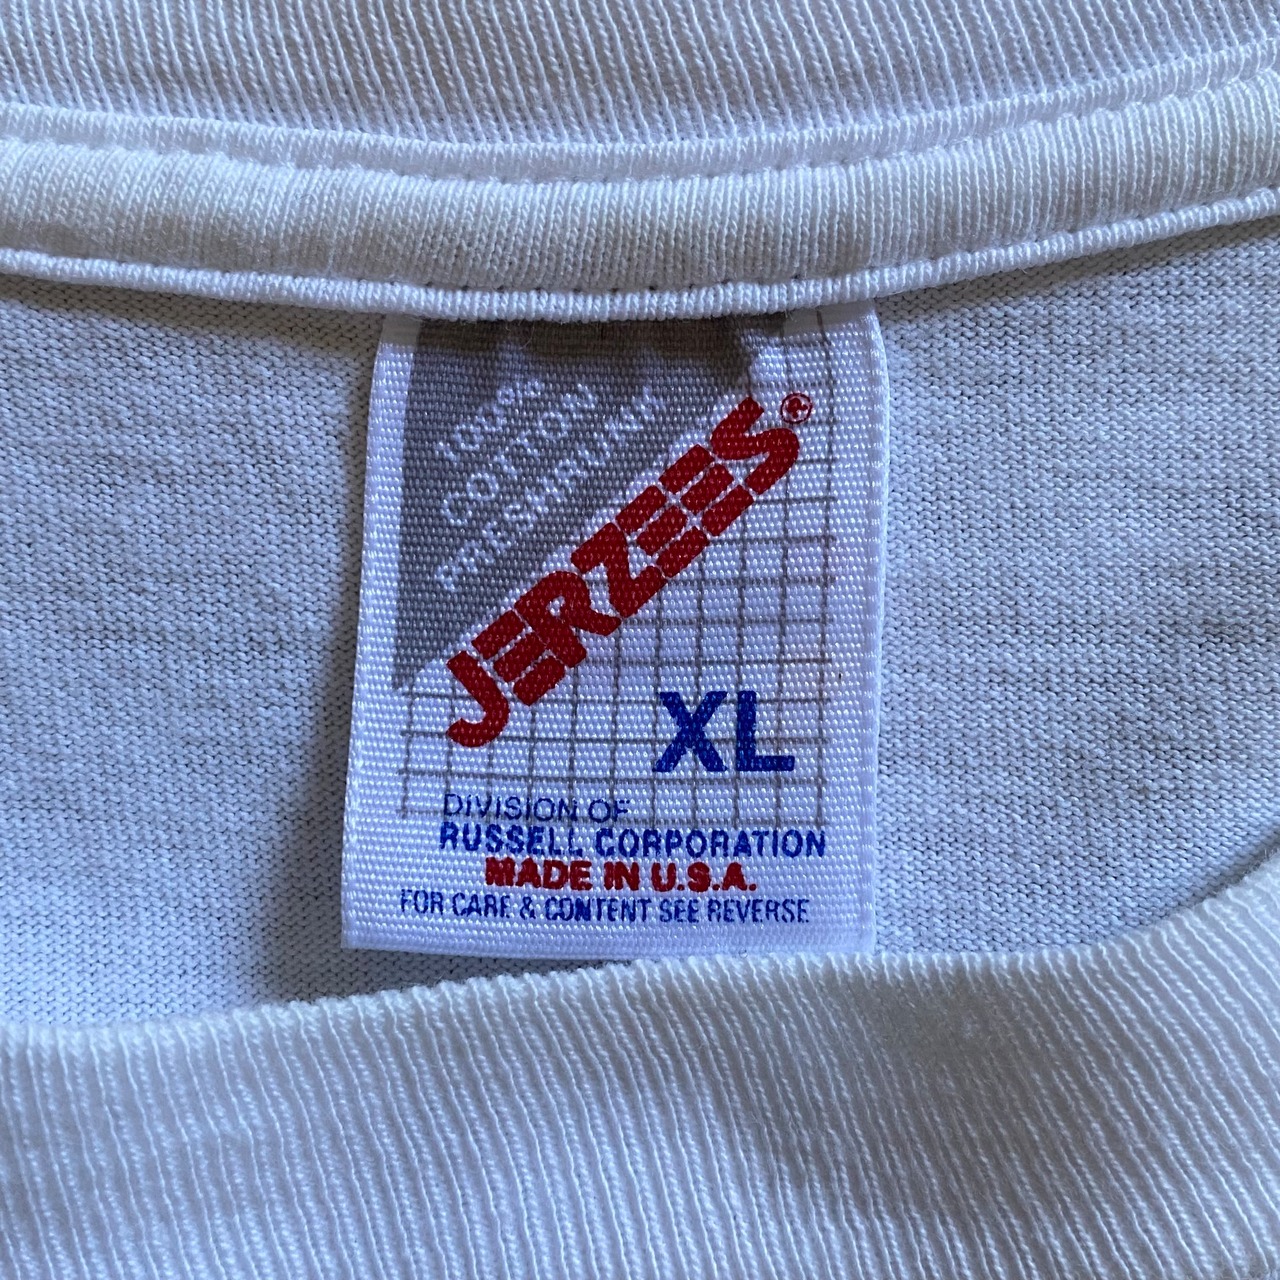 100%
COTTON
PRESHRUNK
JERZEES®
XL
DIVISION OF
RUSSELL CORPORATION
MADE IN U.S.A.
FOR CARE & CONTENT SEE REVERSE